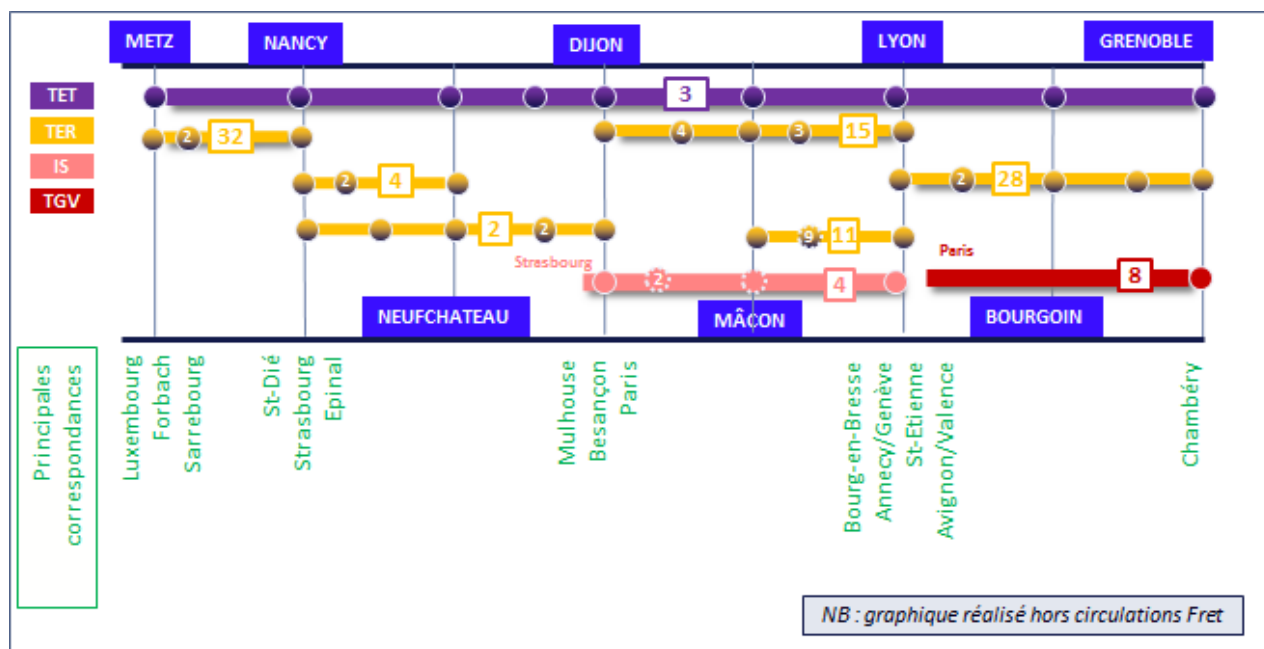 METZ
NANCY
DIJON
LYON
GRENOBLE
TET
3
TER
2
32
4
3
15
IS
2
4
2
28
TGV
2
2
9
11
Strasbourg
2
4
Paris
8
NEUFCHATEAU
MÂCON
BOURGOIN
Principales
correspondances
Luxembourg
Forbach
Sarrebourg
St-Dié
Strasbourg
Epinal
Mulhouse
Besançon
Paris
Bourg-en-Bresse
Annecy/Genève
St-Etienne
Avignon/Valence
Chambéry
NB : graphique réalisé hors circulations Fret